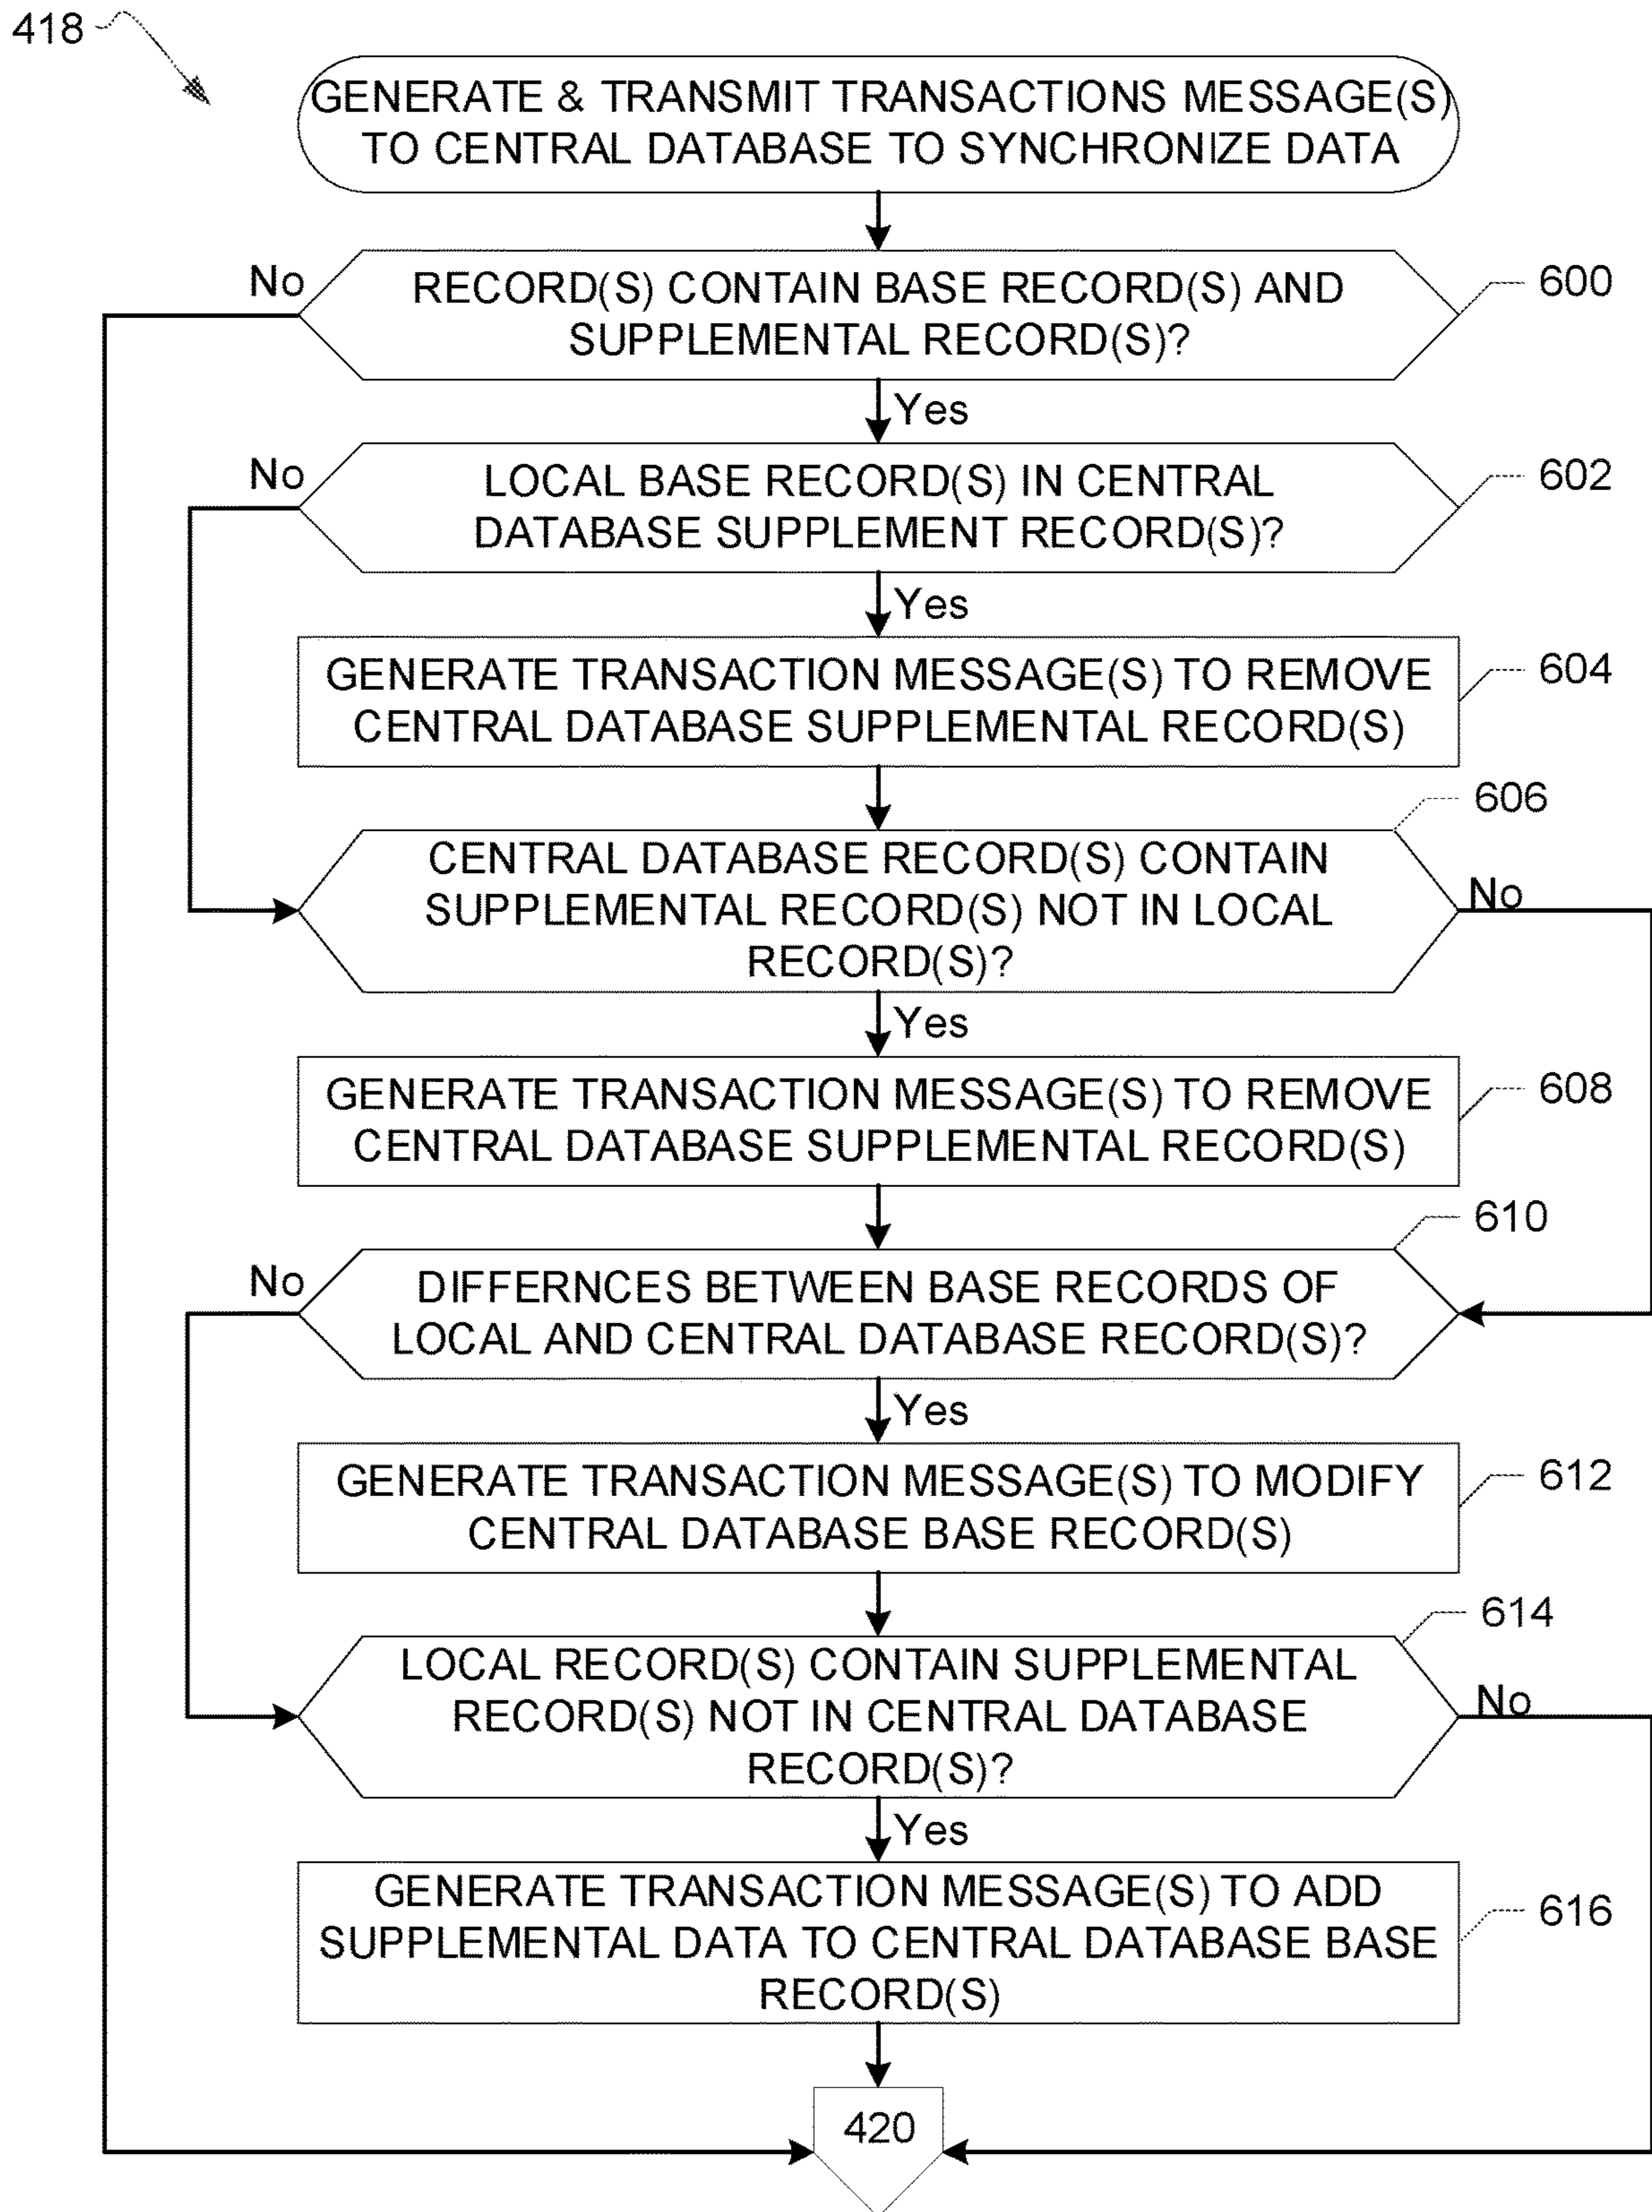 418
GENERATE & TRANSMIT TRANSACTIONS MESSAGE(S)
TO CENTRAL DATABASE TO SYNCHRONIZE DATA
No
RECORD(S) CONTAIN BASE RECORD(S) AND
SUPPLEMENTAL RECORD(S)?
600
Yes
No
LOCAL BASE RECORD(S) IN CENTRAL
DATABASE SUPPLEMENT RECORD(S)?
602
Yes
GENERATE TRANSACTION MESSAGE(S) TO REMOVE
CENTRAL DATABASE SUPPLEMENTAL RECORD(S)
604
606
CENTRAL DATABASE RECORD(S) CONTAIN
SUPPLEMENTAL RECORD(S) NOT IN LOCAL
RECORD(S)?
No
Yes
GENERATE TRANSACTION MESSAGE(S) TO REMOVE
CENTRAL DATABASE SUPPLEMENTAL RECORD(S)
608
610
No
DIFFERNCES BETWEEN BASE RECORDS OF
LOCAL AND CENTRAL DATABASE RECORD(S)?
Yes
GENERATE TRANSACTION MESSAGE(S) TO MODIFY
CENTRAL DATABASE BASE RECORD(S)
612
614
LOCAL RECORD(S) CONTAIN SUPPLEMENTAL
RECORD(S) NOT IN CENTRAL DATABASE
RECORD(S)?
No
Yes
GENERATE TRANSACTION MESSAGE(S) TO ADD
SUPPLEMENTAL DATA TO CENTRAL DATABASE BASE
RECORD(S)
616
420